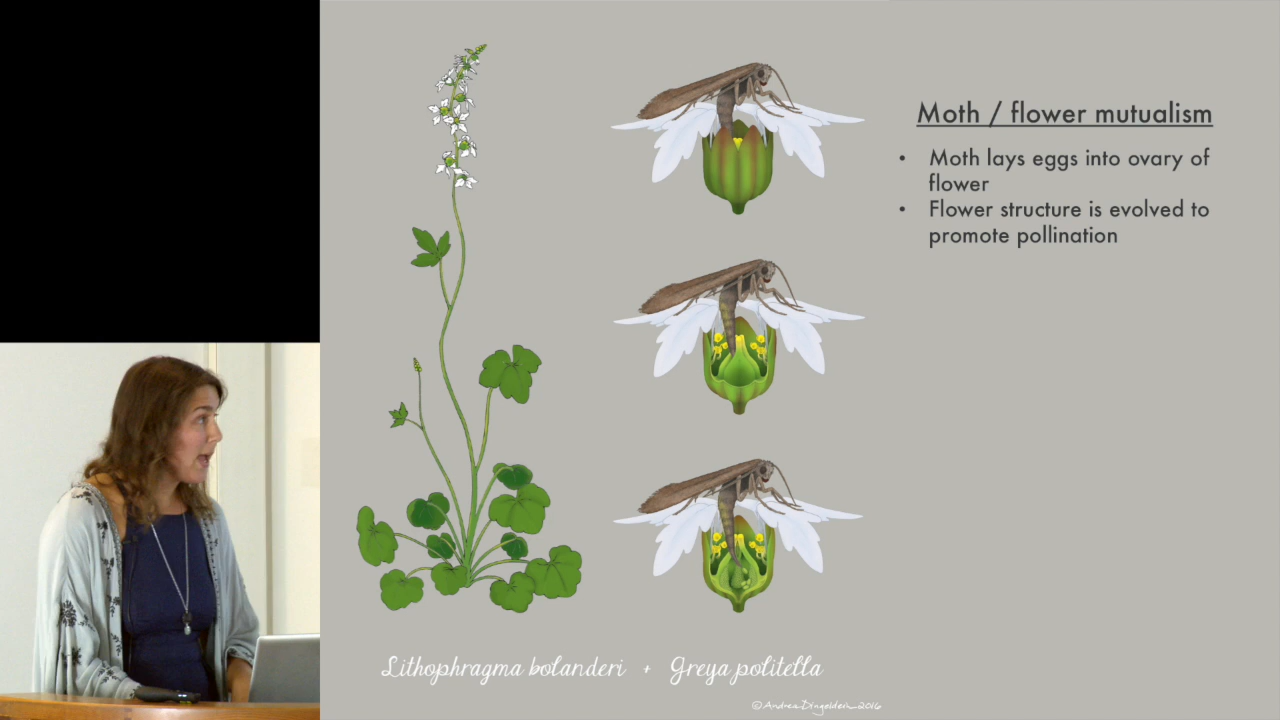 Moth / flower mutualism
• Moth lays eggs into ovary of
flower
• Flower structure is evolved to
promote pollination
Lithophragma bolanderi + Greya politella
© 2016